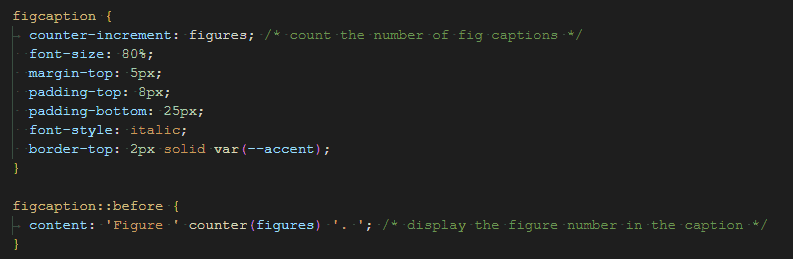 figcaption {
counter-increment: figures; /* count the number of fig captions */
font-size: 80%;
margin-top: 5px;
padding-top: 8px;
padding-bottom: 25px;
font-style: italic;
border-top: 2px solid var(--accent);
}
figcaption::before {
content: 'Figure ' counter(figures) '. '; /* display the figure number in the caption */
}